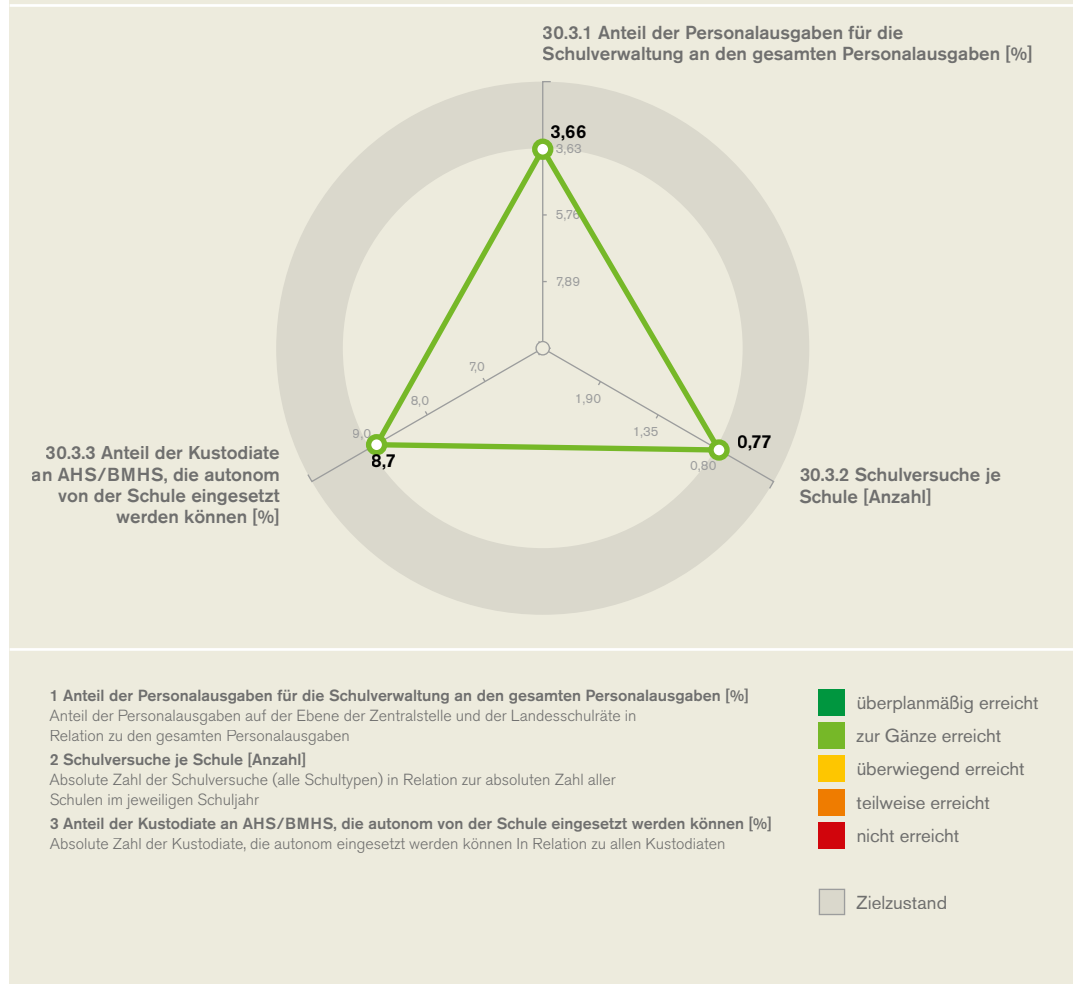 30.3.1 Anteil der Personalausgaben für die
Schulverwaltung an den gesamten Personalausgaben [%]
3,66
3,63
5,76
7,89
7,0
8,0
9,0
8,7
1,90
1,35
0,80
0,77
30.3.3 Anteil der Kustodiate
an AHS/BMHS, die autonom
von der Schule eingesetzt
werden können [%]
30.3.2 Schulversuche je
Schule [Anzahl]
1 Anteil der Personalausgaben für die Schulverwaltung an den gesamten Personalausgaben [%]
Anteil der Personalausgaben auf der Ebene der Zentralstelle und der Landesschulräte in
Relation zu den gesamten Personalausgaben
2 Schulversuche je Schule [Anzahl]
Absolute Zahl der Schulversuche (alle Schultypen) in Relation zur absoluten Zahl aller
Schulen im jeweiligen Schuljahr
3 Anteil der Kustodiate an AHS/BMHS, die autonom von der Schule eingesetzt werden können [%]
Absolute Zahl der Kustodiate, die autonom eingesetzt werden können In Relation zu allen Kustodiaten
überplanmäßig erreicht
zur Gänze erreicht
überwiegend erreicht
teilweise erreicht
nicht erreicht
Zielzustand